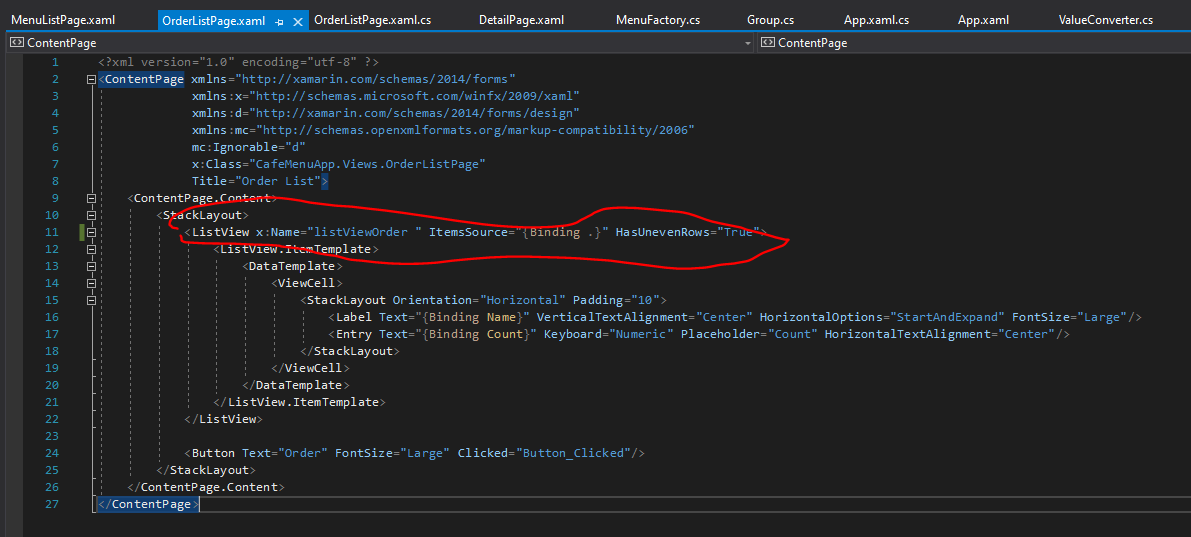 MenuListPage.xaml OrderListPage.xaml OrderListPage.xaml.cs DetailPage.xaml MenuFactory.cs Group.cs App.xaml.cs App.xaml ValueConverter.cs
ContentPage ContentPage
1 <?xml version="1.0" encoding="utf-8" ?>
2 <ContentPage xmlns="http://xamarin.com/schemas/2014/forms"
3 xmlns:x="http://schemas.microsoft.com/winfx/2009/xaml"
4 xmlns:d="http://xamarin.com/schemas/2014/forms/design"
5 xmlns:mc="http://schemas.openxmlformats.org/markup-compatibility/2006"
6 mc:Ignorable="d"
7 x:Class="CafeMenuApp.Views.OrderListPage"
8 Title="Order List">
9 <ContentPage.Content>
10 <StackLayout>
11 <ListView x:Name="listViewOrder " ItemsSource="{Binding .}" HasUnevenRows="True">
12 <ListView.ItemTemplate>
13 <DataTemplate>
14 <ViewCell>
15 <StackLayout Orientation="Horizontal" Padding="10">
16 <Label Text="{Binding Name}" VerticalTextAlignment="Center" HorizontalOptions="StartAndExpand" FontSize="Large"/>
17 <Entry Text="{Binding Count}" Keyboard="Numeric" Placeholder="Count" HorizontalTextAlignment="Center"/>
18 </StackLayout>
19 </ViewCell>
20 </DataTemplate>
21 </ListView.ItemTemplate>
22 </ListView>
23
24 <Button Text="Order" FontSize="Large" Clicked="Button_Clicked"/>
25 </StackLayout>
26 </ContentPage.Content>
27 </ContentPage>